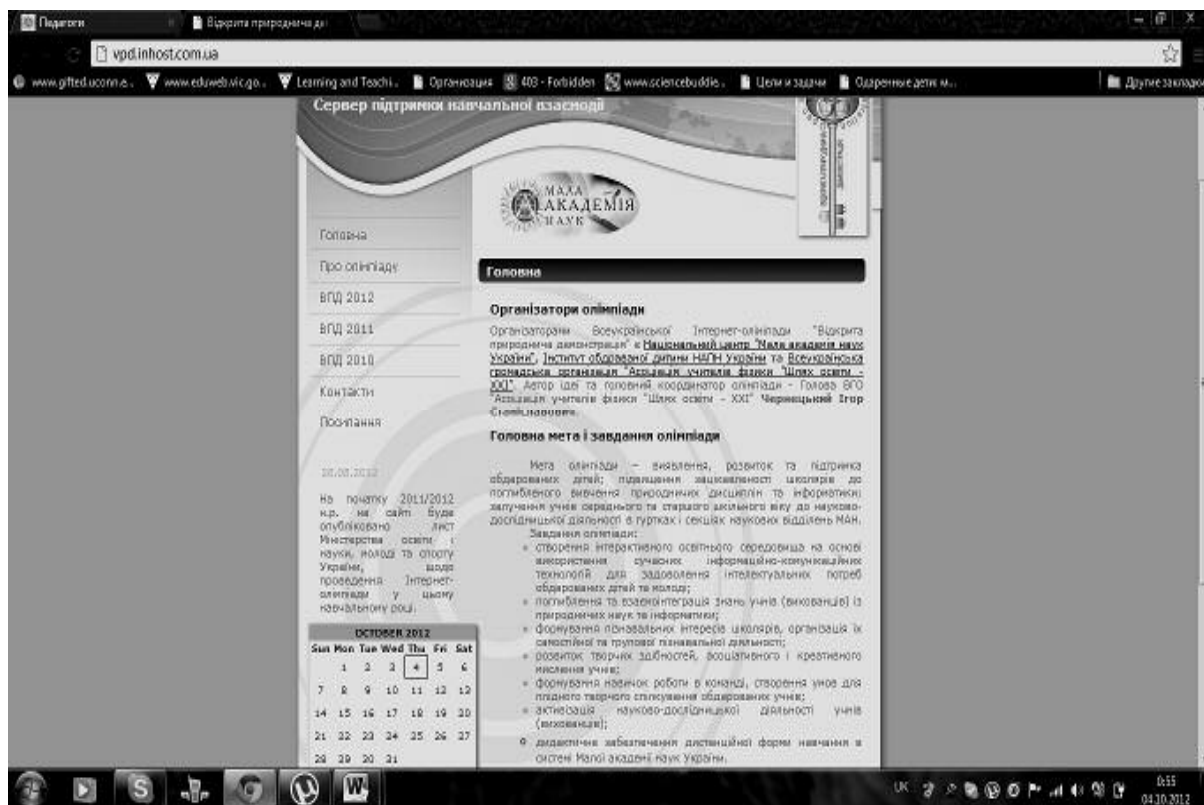 Педагоги
Відкрита природнича де
vpd.inhost.com.ua
www.gifted.uconn.e..
www.eduweb.vic.go..
Learning and Teachi..
Организация
403 - Forbidden
www.sciencebuddie..
Цели и задачи
Одаренные дети м...
Другие закладки
Сервер підтримки навчальної взаємодії
МАЛА
АКАДЕМІЯ
НАУК
Головна
Про олімпіаду
ВПД 2012
ВПД 2011
ВПД 2010
Контакти
Посилання
На початку 2011/2012
н.р. на сайті буде
опубліковано лист
Міністерства освіти і
науки, молоді та спорту
України, щодо
проведення Інтернет-
олімпіади у цьому
навчальному році.
OCTOBER 2012
Sun Mon Tue Wed Thu Fri Sat
1 2 3 4 5 6
7 8 9 10 11 12 13
14 15 16 17 18 19 20
21 22 23 24 25 26 27
28 29 30 31
Головна
Організатори олімпіади
Організаторами Всеукраїнської Інтернет-олімпіади "Відкрита
природнича демонстрація" є Національний центр "Мала академія наук
України", Інститут обдарованої дитини НАПН України та Всеукраїнська
громадська організація "Асоціація учителів фізики "Шлях освіти -
XXI". Автор ідеї та головний координатор олімпіади - Голова ВГО
"Асоціація учителів фізики "Шлях освіти - XXI" Чернецький Ігор
Станіславович.
Головна мета і завдання олімпіади
Мета олімпіади – виявлення, розвиток та підтримка
обдарованих дітей; підвищення зацікавленості школярів до
поглибленого вивчення природничих дисциплін та інформатики;
залучення учнів середнього та старшого шкільного віку до науково-
дослідницької діяльності в гуртках і секціях наукових відділень МАН.
Завдання олімпіади:
створення інтерактивного освітнього середовища на основі
використання сучасних інформаційно-комунікаційних
технологій для задоволення інтелектуальних потреб
обдарованих дітей та молоді;
поглиблення та взаємоінтеграція знань учнів (вихованців) із
природничих наук та інформатики;
формування пізнавальних інтересів школярів, організація їх
самостійної та групової пізнавальної діяльності;
розвиток творчих здібностей, асоціативного і креативного
мислення учнів;
формування навичок роботи в команді, створення умов для
плідного творчого спілкування обдарованих учнів;
активізація науково-дослідницької діяльності учнів
(вихованців);
дидактичне забезпечення дистанційної форми навчання в
системі Малої академії наук України.
UK
0:55
04.10.2012